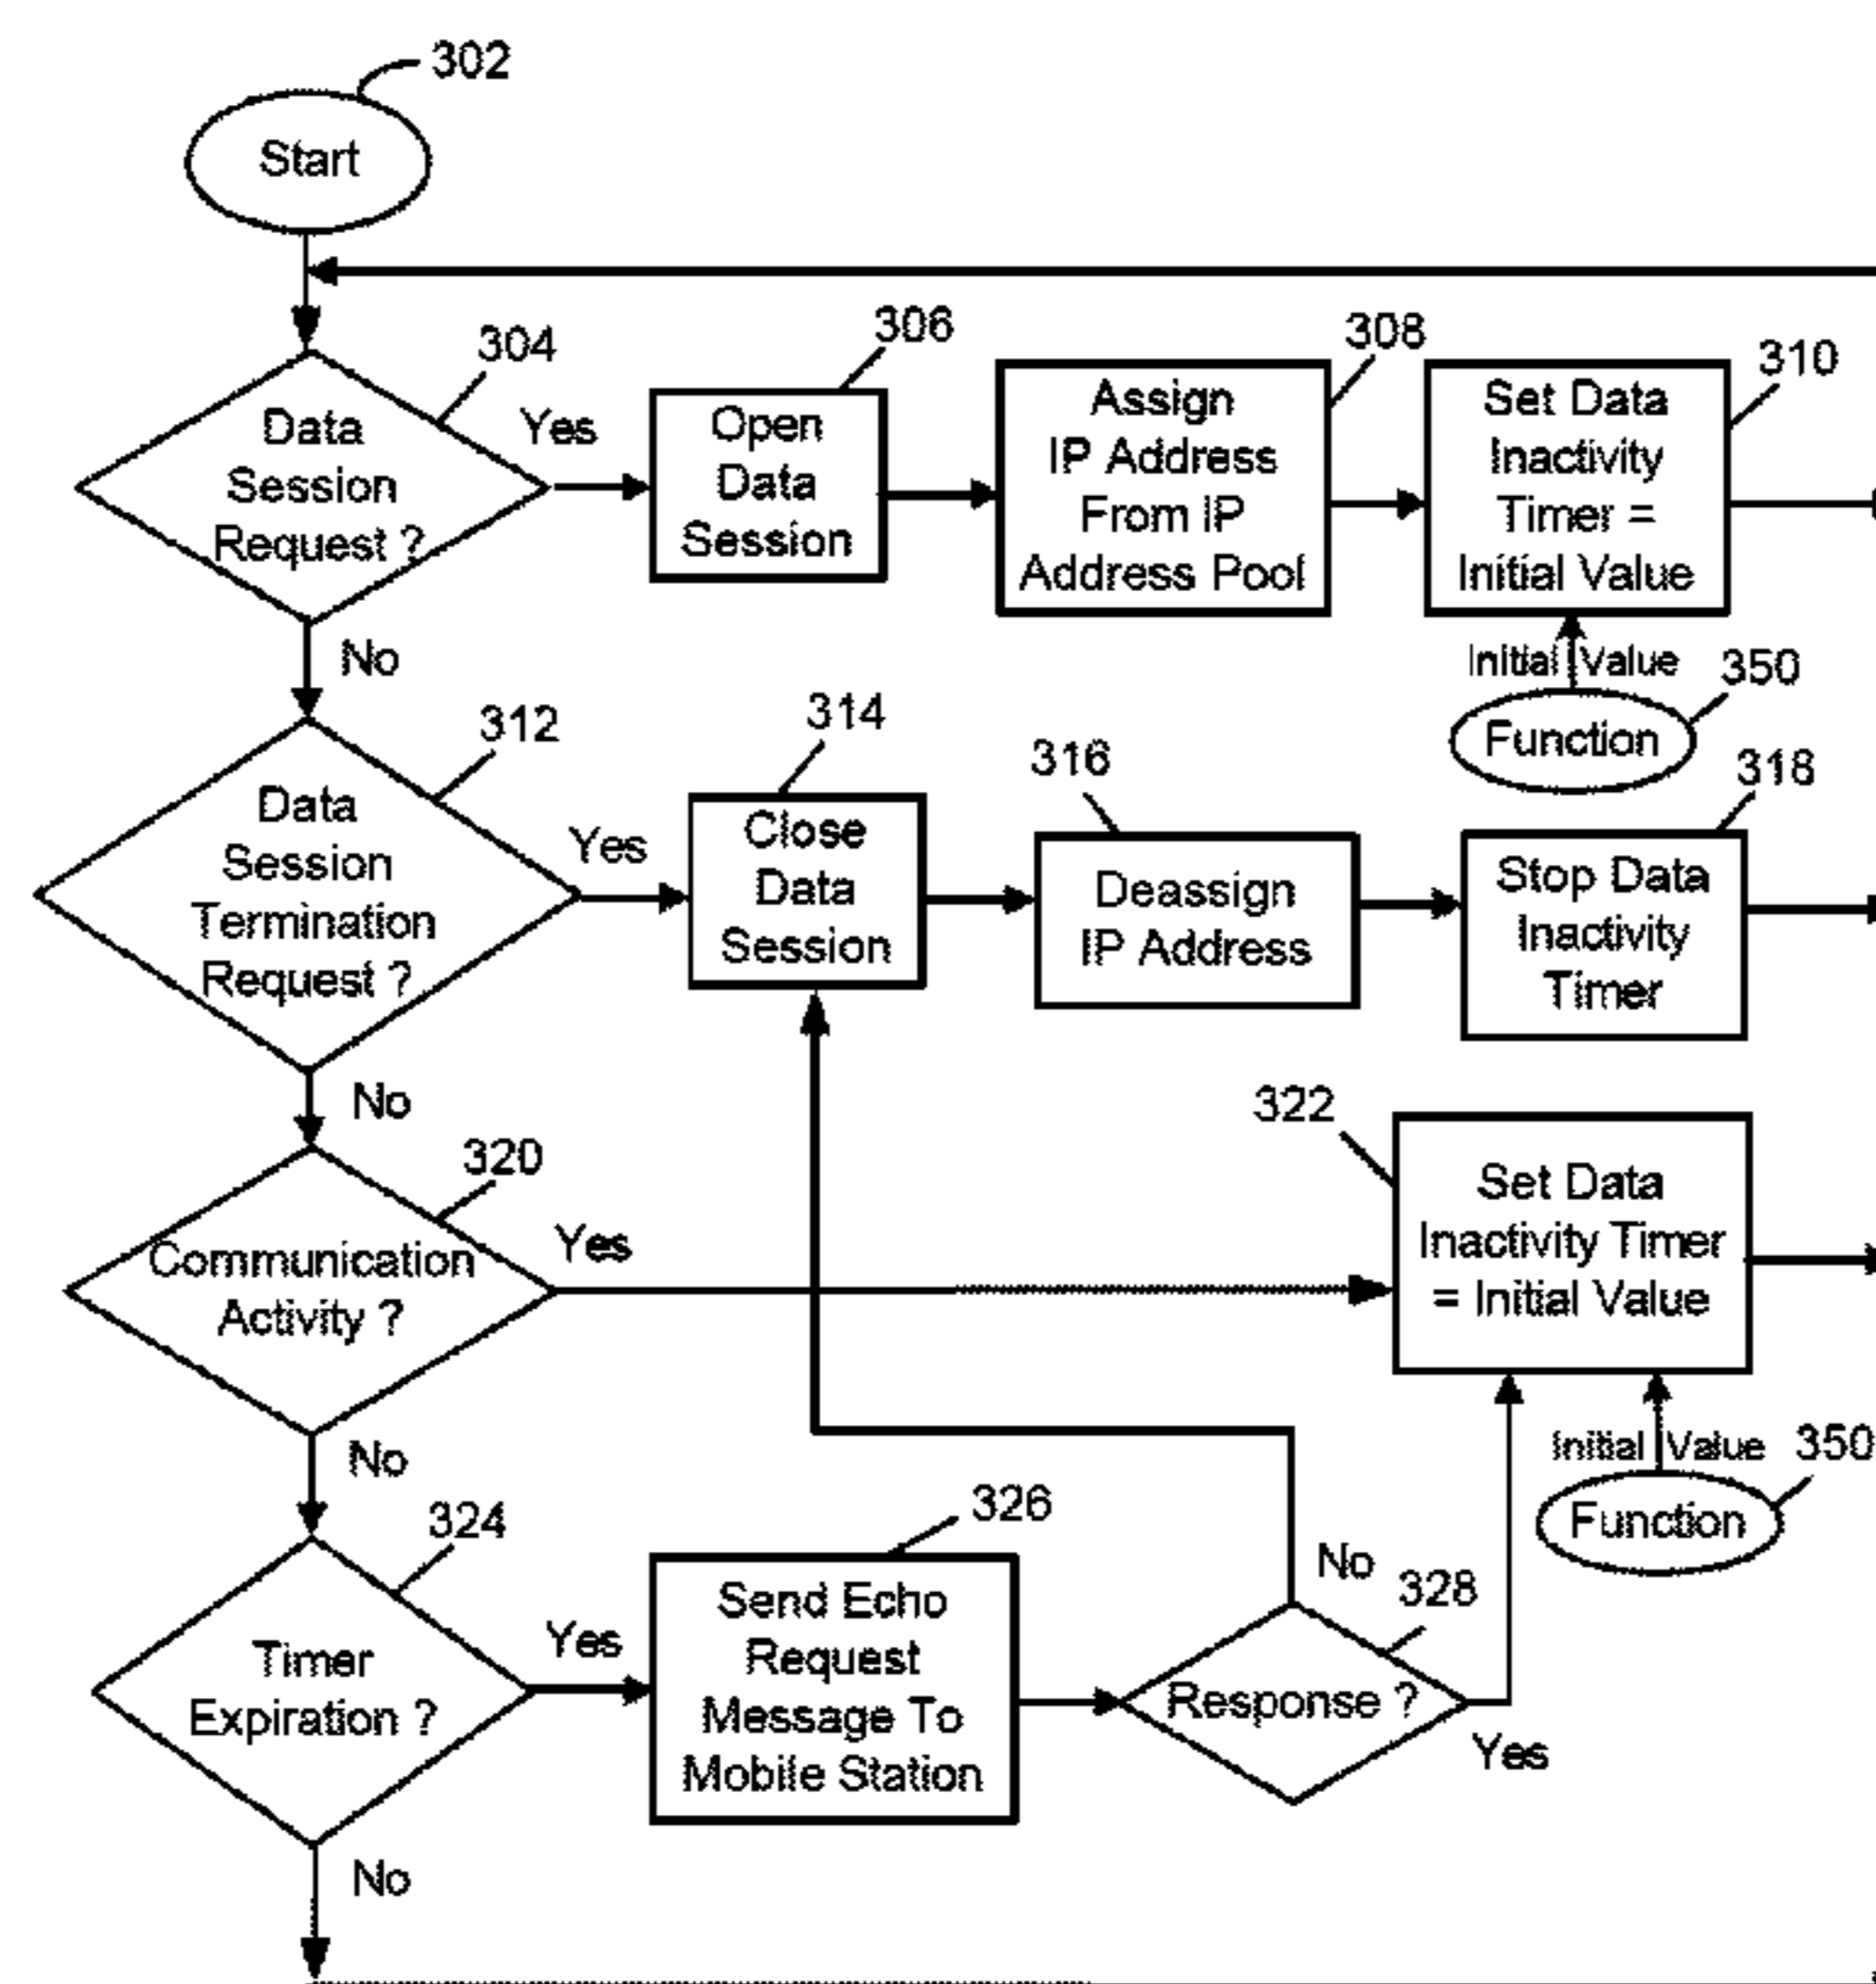 302
Start
304
Data
Session
Request ?
Yes
306
Open
Data
Session
308
Assign
IP Address
From IP
Address Pool
310
Set Data
Inactivity
Timer =
Initial Value
Initial Value
350
Function
No
312
Data
Session
Termination
Request ?
Yes
314
Close
Data
Session
316
Deassign
IP Address
318
Stop Data
Inactivity
Timer
No
320
Communication
Activity ?
Yes
322
Set Data
Inactivity Timer
= Initial Value
Initial Value
350
Function
No
324
Timer
Expiration ?
Yes
326
Send Echo
Request
Message To
Mobile Station
328
Response ?
No
Yes
No